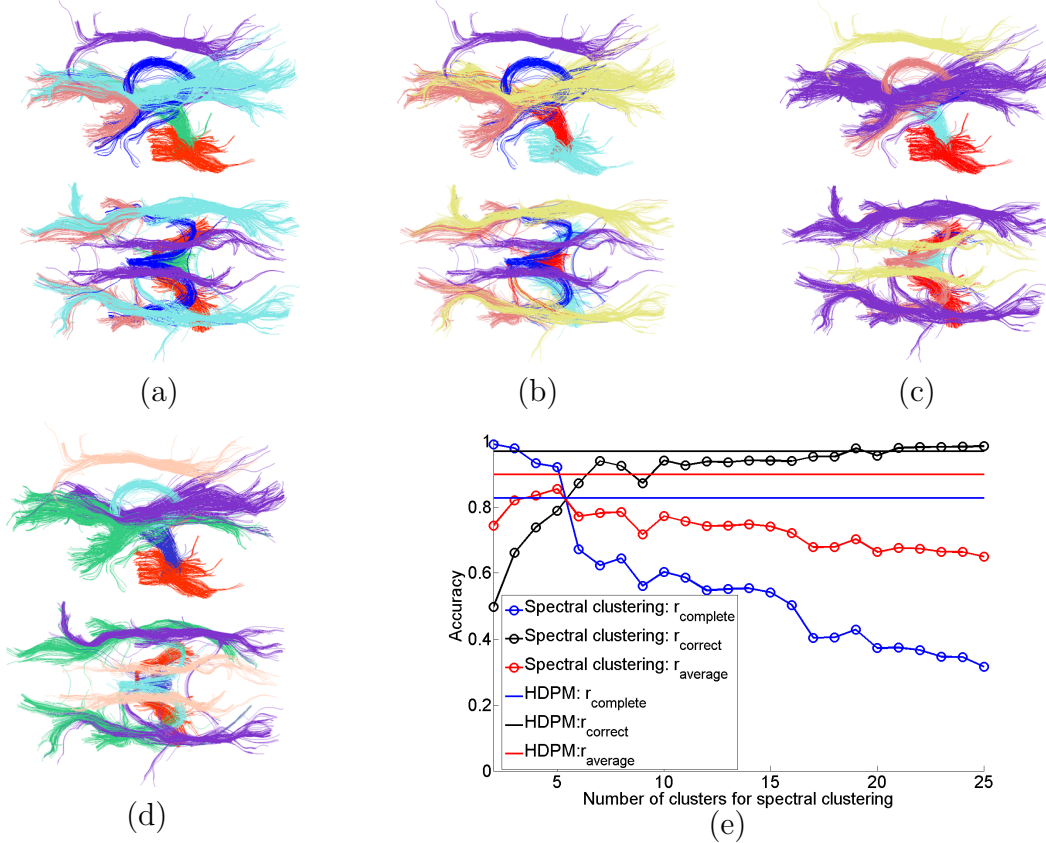 (a)
(b)
(c)
(d)
1
0.8
0.6
0.4
0.2
0
Accuracy
Spectral clustering: r_complete
Spectral clustering: r_correct
Spectral clustering: r_average
HDPM: r_complete
HDPM:r_correct
HDPM:r_average
5
10
15
20
25
Number of clusters for spectral clustering
(e)